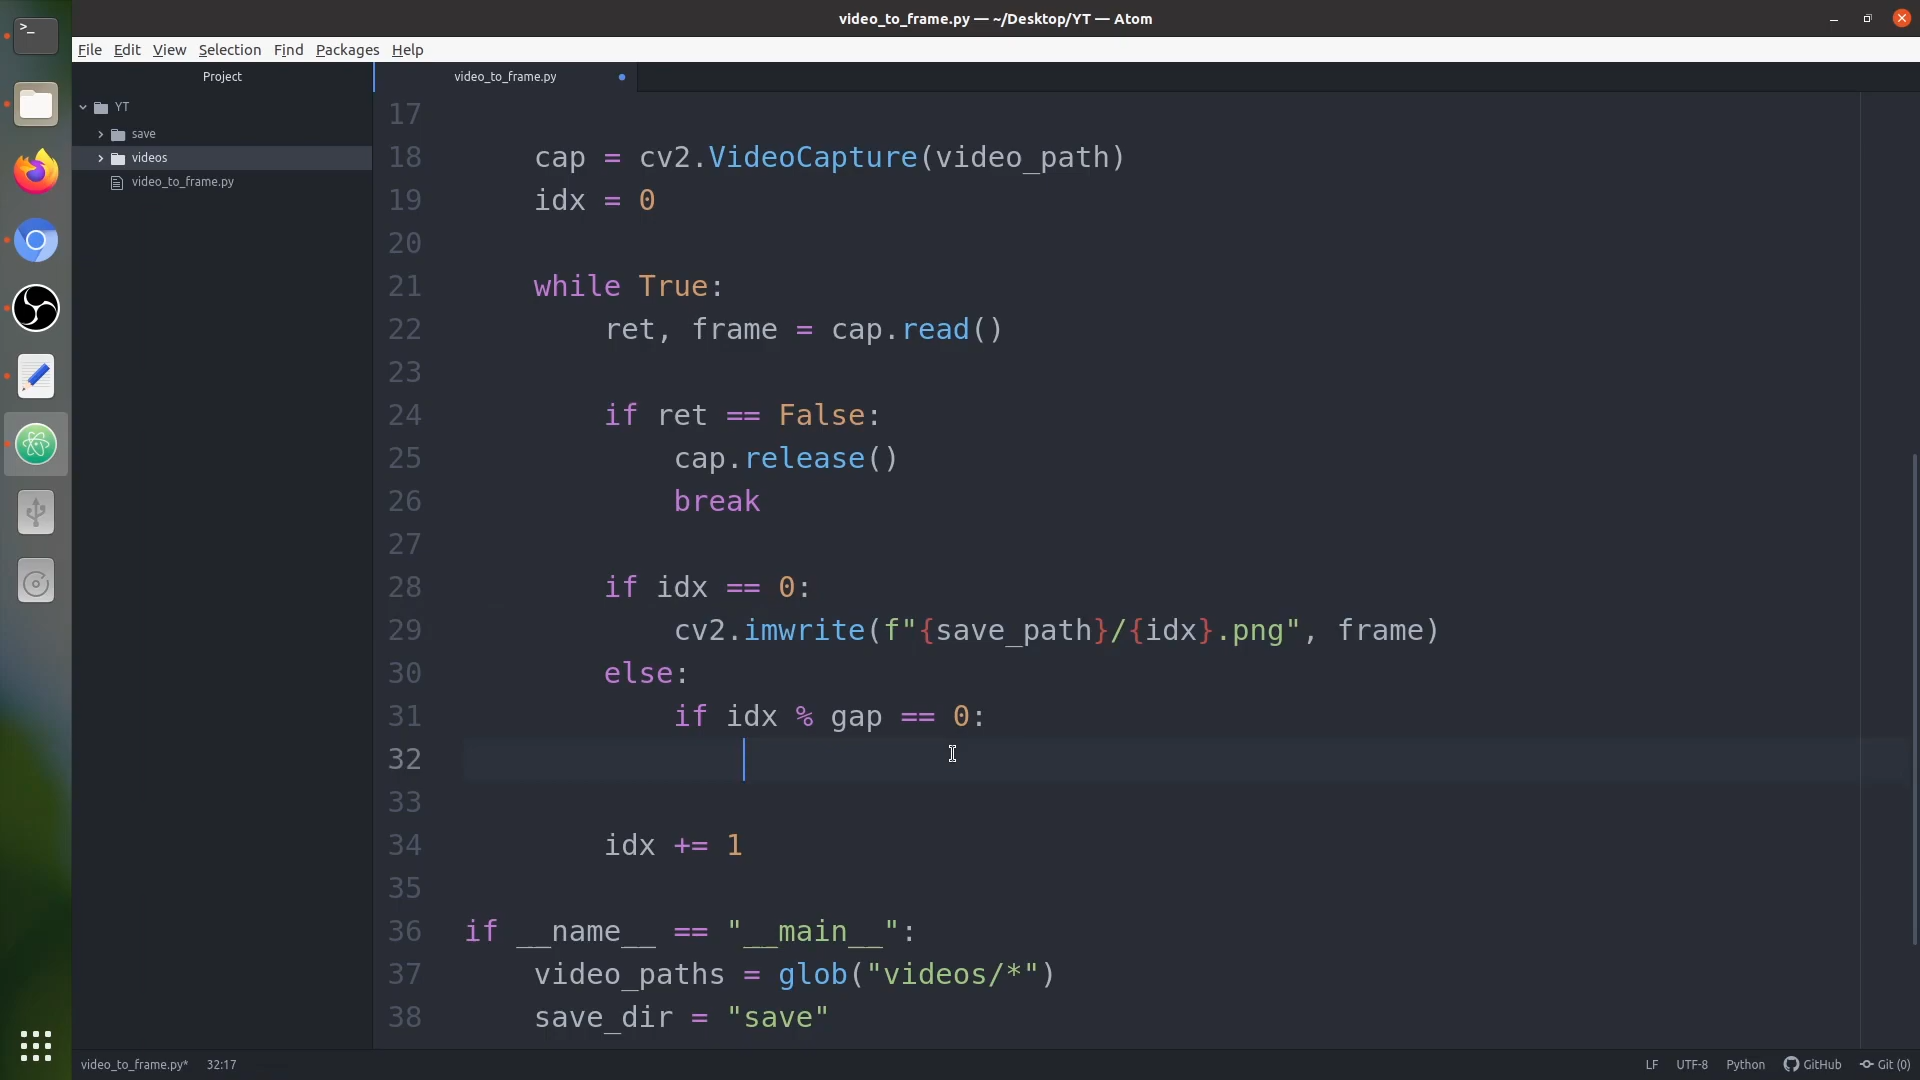 video_to_frame.py — ~/Desktop/YT — Atom
File Edit View Selection Find Packages Help
Project
video_to_frame.py
YT
save
videos
video_to_frame.py
17
18 cap = cv2.VideoCapture(video_path)
19 idx = 0
20
21 while True:
22 ret, frame = cap.read()
23
24 if ret == False:
25 cap.release()
26 break
27
28 if idx == 0:
29 cv2.imwrite(f"{save_path}/{idx}.png", frame)
30 else:
31 if idx % gap == 0:
32
33
34 idx += 1
35
36 if __name__ == "__main__":
37 video_paths = glob("videos/*")
38 save_dir = "save"
video_to_frame.py* 32:17 LF UTF-8 Python GitHub Git (0)